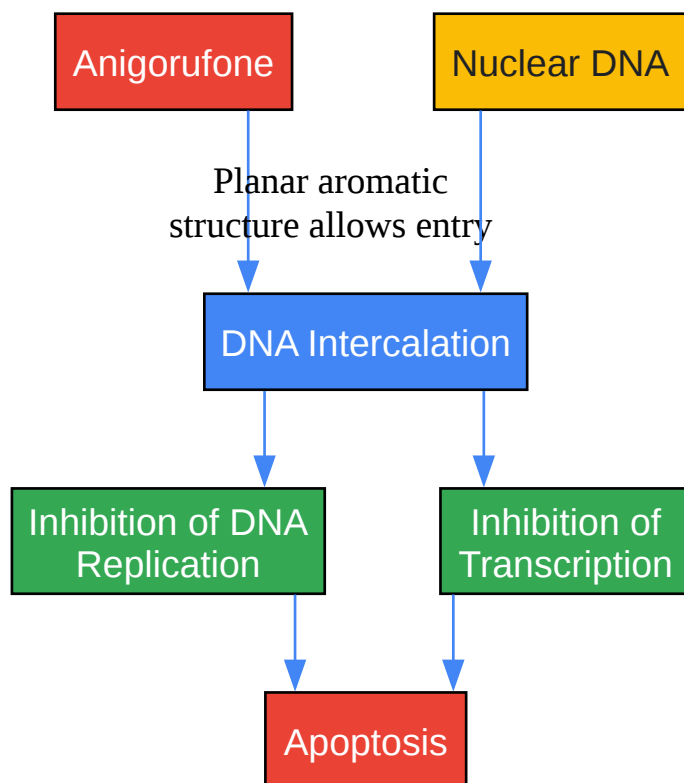 Anigorufone
Nuclear DNA
Planar aromatic
structure allows entry
DNA Intercalation
Inhibition of DNA
Replication
Inhibition of
Transcription
Apoptosis